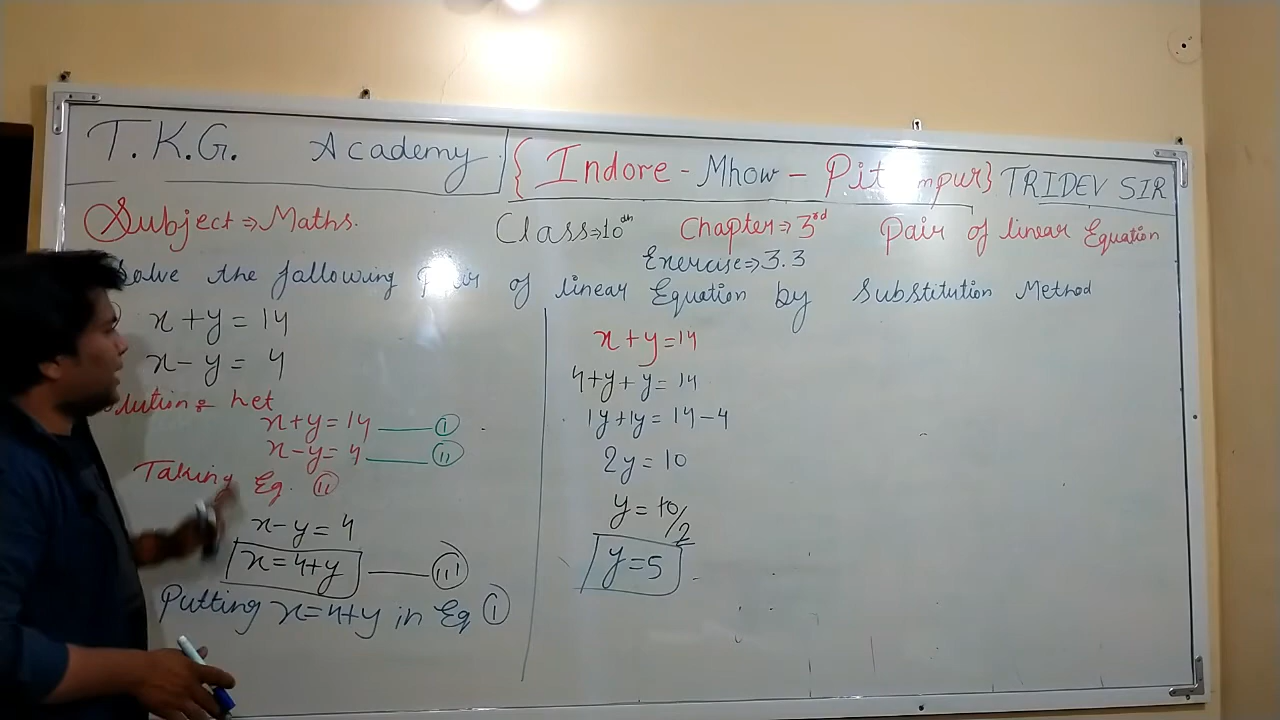 T.K.G. Academy {Indore - Mhow - Pit mpur} TRIDEV SIR
Subject ⇒ Maths. Class ⇒ 10th Chapter ⇒ 3rd Pair of linear Equation
Exercise ⇒ 3.3
Solve the following of linear Equation by Substitution Method
x + y = 14
x - y = 4
olution: Let
x + y = 14 —— (i)
x - y = 4 —— (ii)
Taking Eq. (ii)
x - y = 4
x = 4+y —— (iii)
Putting x = 4+y in Eq (i)
x + y = 14
4 + y + y = 14
1y + 1y = 14 - 4
2y = 10
y = 10/2
y = 5